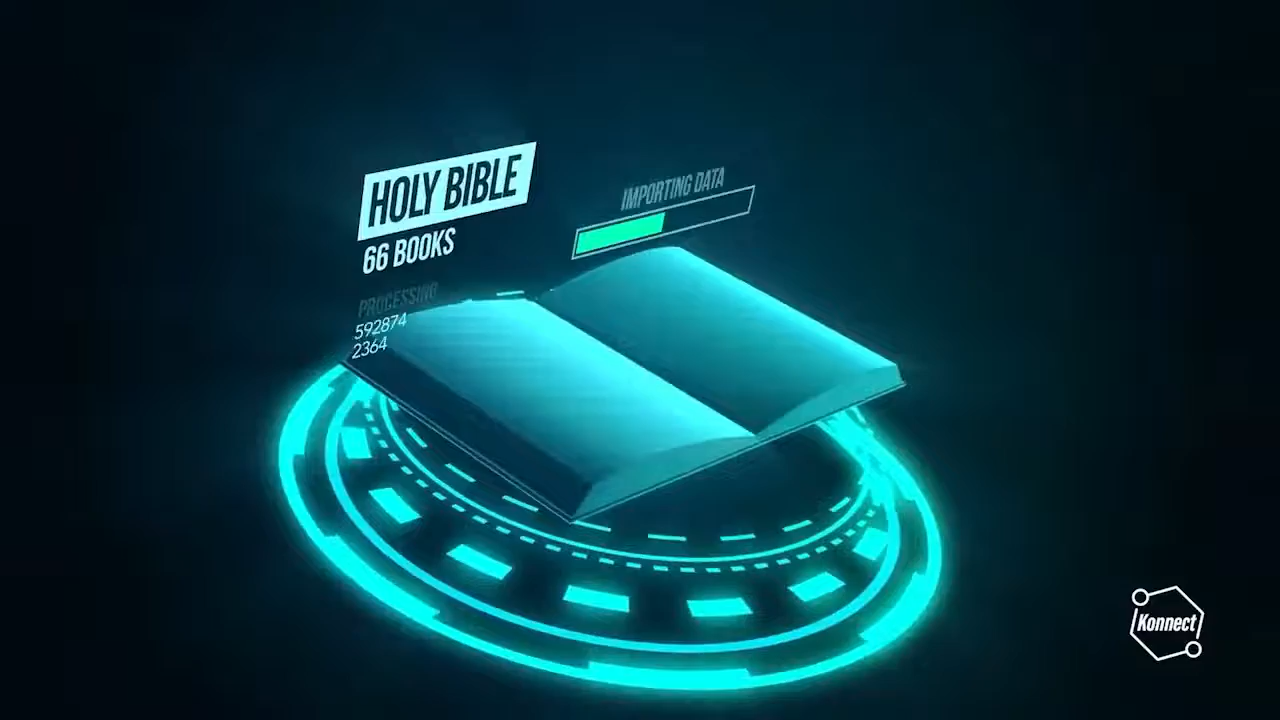 HOLY BIBLE
66 BOOKS
IMPORTING DATA
PROCESSING
592874
2364
Konnect